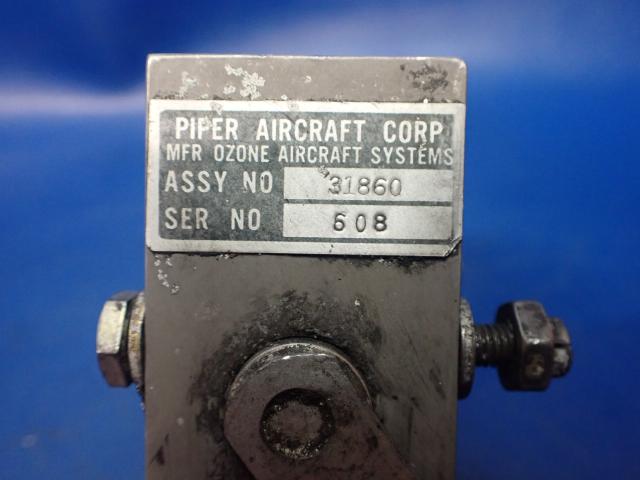 PIPER AIRCRAFT CORP
MFR OZONE AIRCRAFT SYSTEMS
ASSY NO 31860
SER NO 608